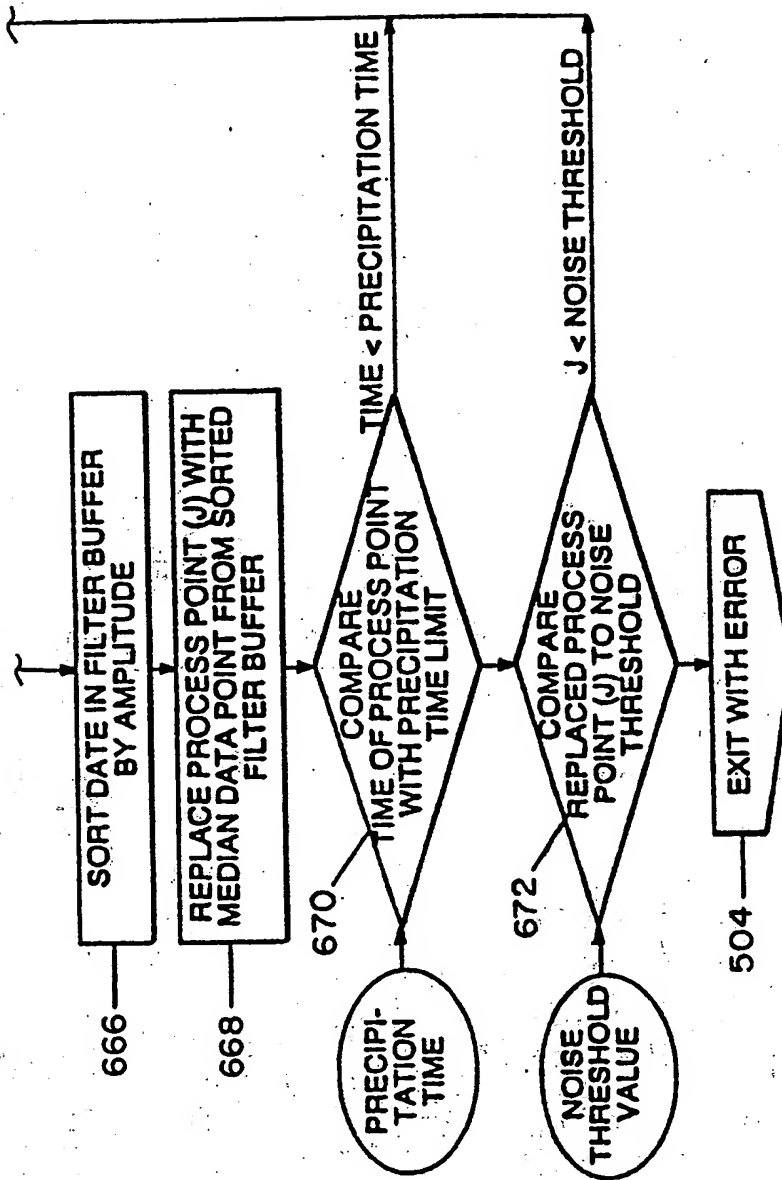 SORT DATE IN FILTER BUFFER
BY AMPLITUDE
666
REPLACE PROCESS POINT (J) WITH
MEDIAN DATA POINT FROM SORTED
FILTER BUFFER
668
COMPARE
TIME OF PROCESS POINT
WITH PRECIPITATION
TIME LIMIT
670
PRECIPI-
TATION
TIME
TIME < PRECIPITATION TIME
COMPARE
REPLACED PROCESS
POINT (J) TO NOISE
THRESHOLD
672
NOISE
THRESHOLD
VALUE
J < NOISE THRESHOLD
EXIT WITH ERROR
504